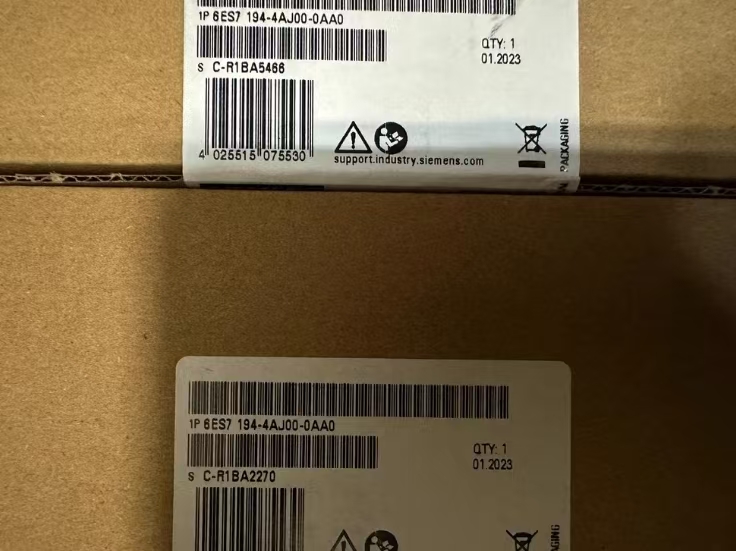 1P 6ES7 194-4AJ00-0AA0
QTY: 1
01.2023
S C-R1BA5466
4 025515 075530
support.industry.siemens.com
PACKAGING
1P 6ES7 194-4AJ00-0AA0
QTY: 1
01.2023
S C-R1BA2270
PACKAGING